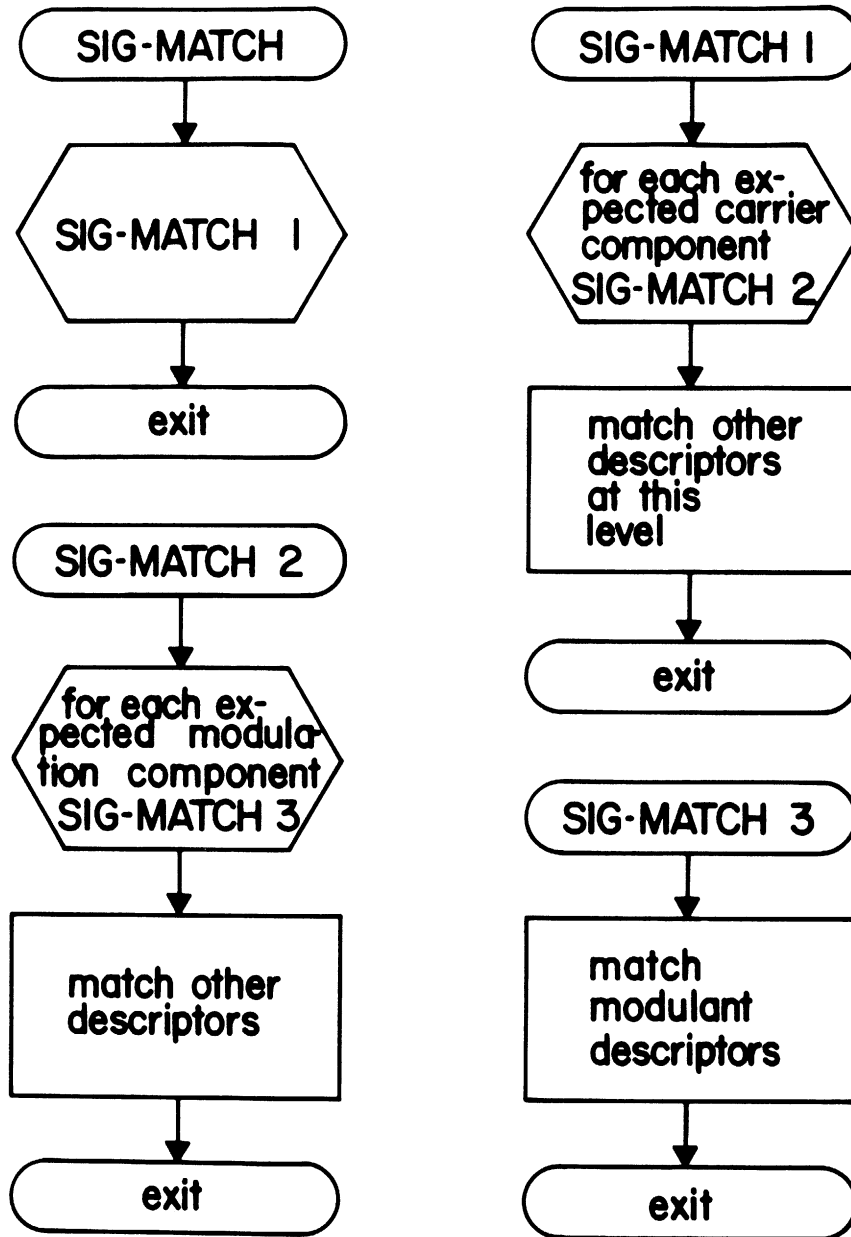 SIG-MATCH
SIG-MATCH 1
exit
SIG-MATCH 2
for each ex-
pected modula-
tion component
SIG-MATCH 3
match other
descriptors
exit
SIG-MATCH 1
for each ex-
pected carrier
component
SIG-MATCH 2
match other
descriptors
at this
level
exit
SIG-MATCH 3
match
modulant
descriptors
exit